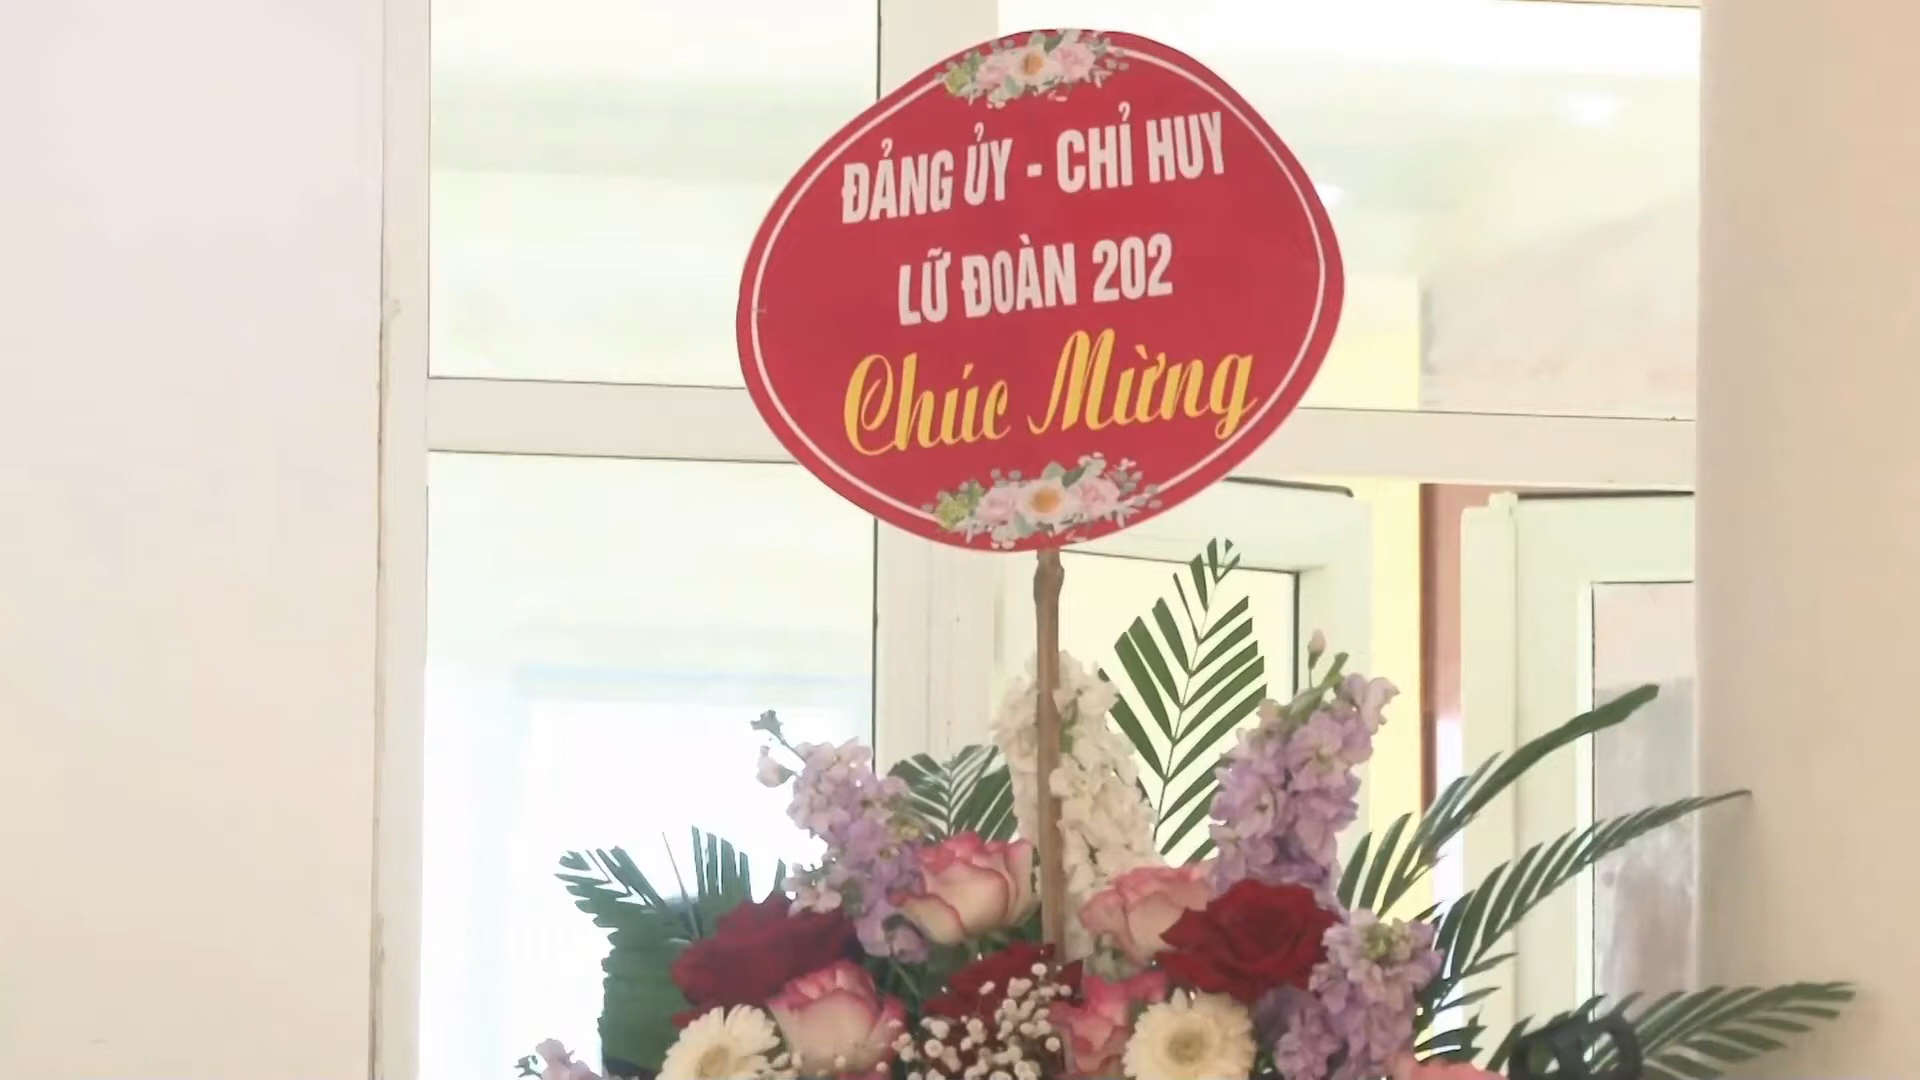 ĐẢNG ỦY - CHỈ HUY
LỮ ĐOÀN 202
Chúc Mừng